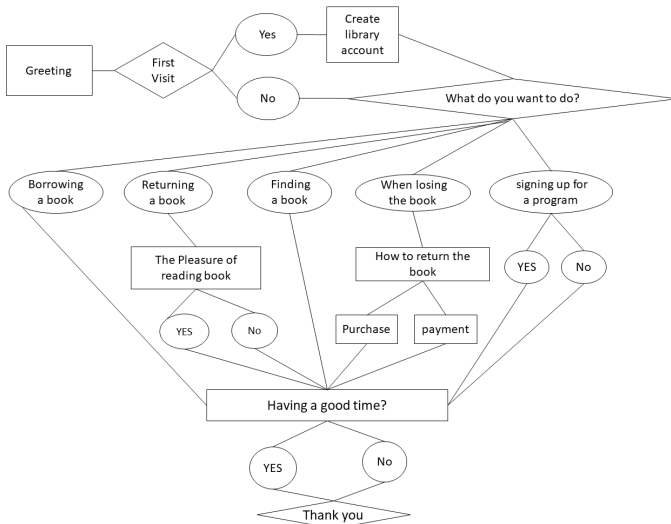 Greeting
First
Visit
Yes
No
Create
library
account
What do you want to do?
Borrowing
a book
Returning
a book
Finding
a book
When losing
the book
signing up for
a program
The Pleasure of
reading book
How to return the
book
YES
No
YES
No
Purchase
payment
Having a good time?
YES
No
Thank you